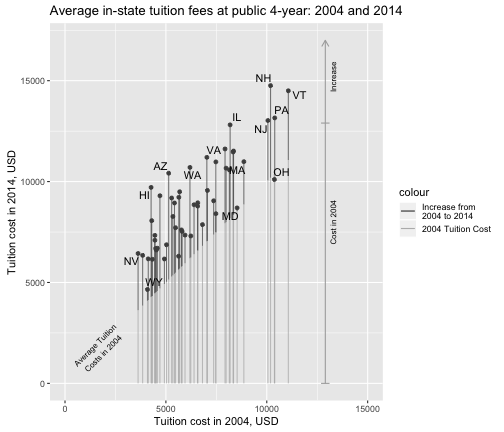 Average in-state tuition fees at public 4-year: 2004 and 2014
Tuition cost in 2014, USD
15000
10000
5000
0
NH
VT
PA
NJ
IL
OH
VA
MA
AZ
WA
HI
MD
NV
WY
Increase
Cost in 2004
Average Tuition
Costs in 2004
0
5000
10000
15000
Tuition cost in 2004, USD
colour
Increase from
2004 to 2014
2004 Tuition Cost